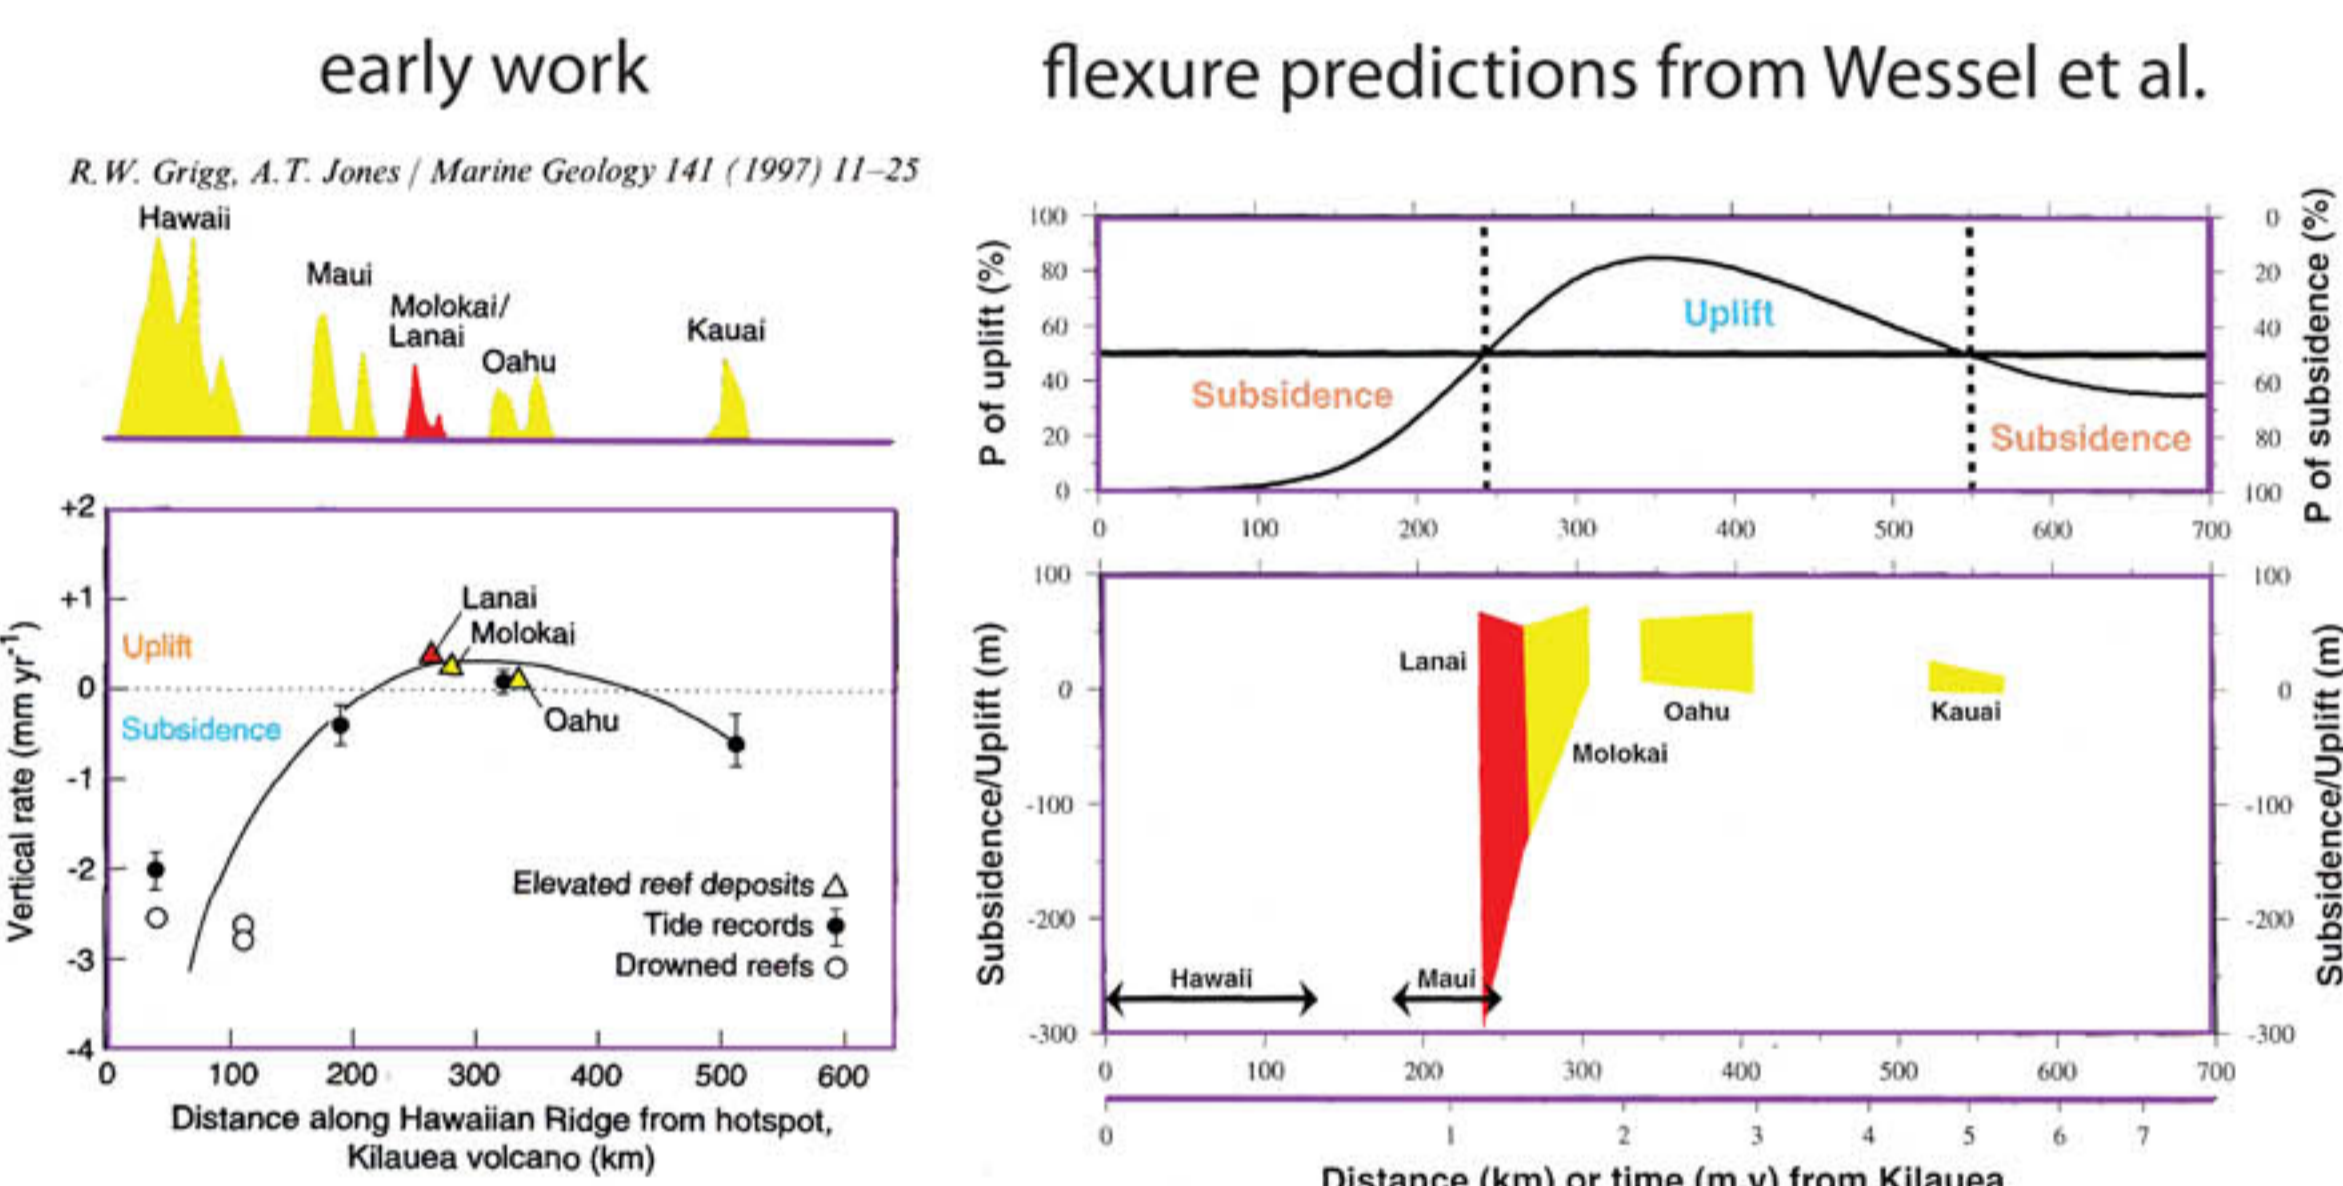 early work
flexure predictions from Wessel et al.
R.W. Grigg, A.T. Jones / Marine Geology 141 (1997) 11–25
Hawaii
Maui
Molokai/
Lanai
Oahu
Kauai
+2
+1
0
-1
-2
-3
-4
Vertical rate (mm yr-1)
Uplift
Subsidence
Lanai
Molokai
Oahu
Elevated reef deposits
Tide records
Drowned reefs
0 100 200 300 400 500 600
Distance along Hawaiian Ridge from hotspot,
Kilauea volcano (km)
P of uplift (%)
100
80
60
40
20
0
Subsidence
Uplift
Subsidence
0
20
40
60
80
100
P of subsidence (%)
0 100 200 300 400 500 600 700
Subsidence/Uplift (m)
100
0
-100
-200
-300
Lanai
Molokai
Oahu
Kauai
Hawaii
Maui
100
0
-100
-200
-300
Subsidence/Uplift (m)
0 100 200 300 400 500 600 700
0 1 2 3 4 5 6 7
Distance (km) or time (m.y) from Kilauea